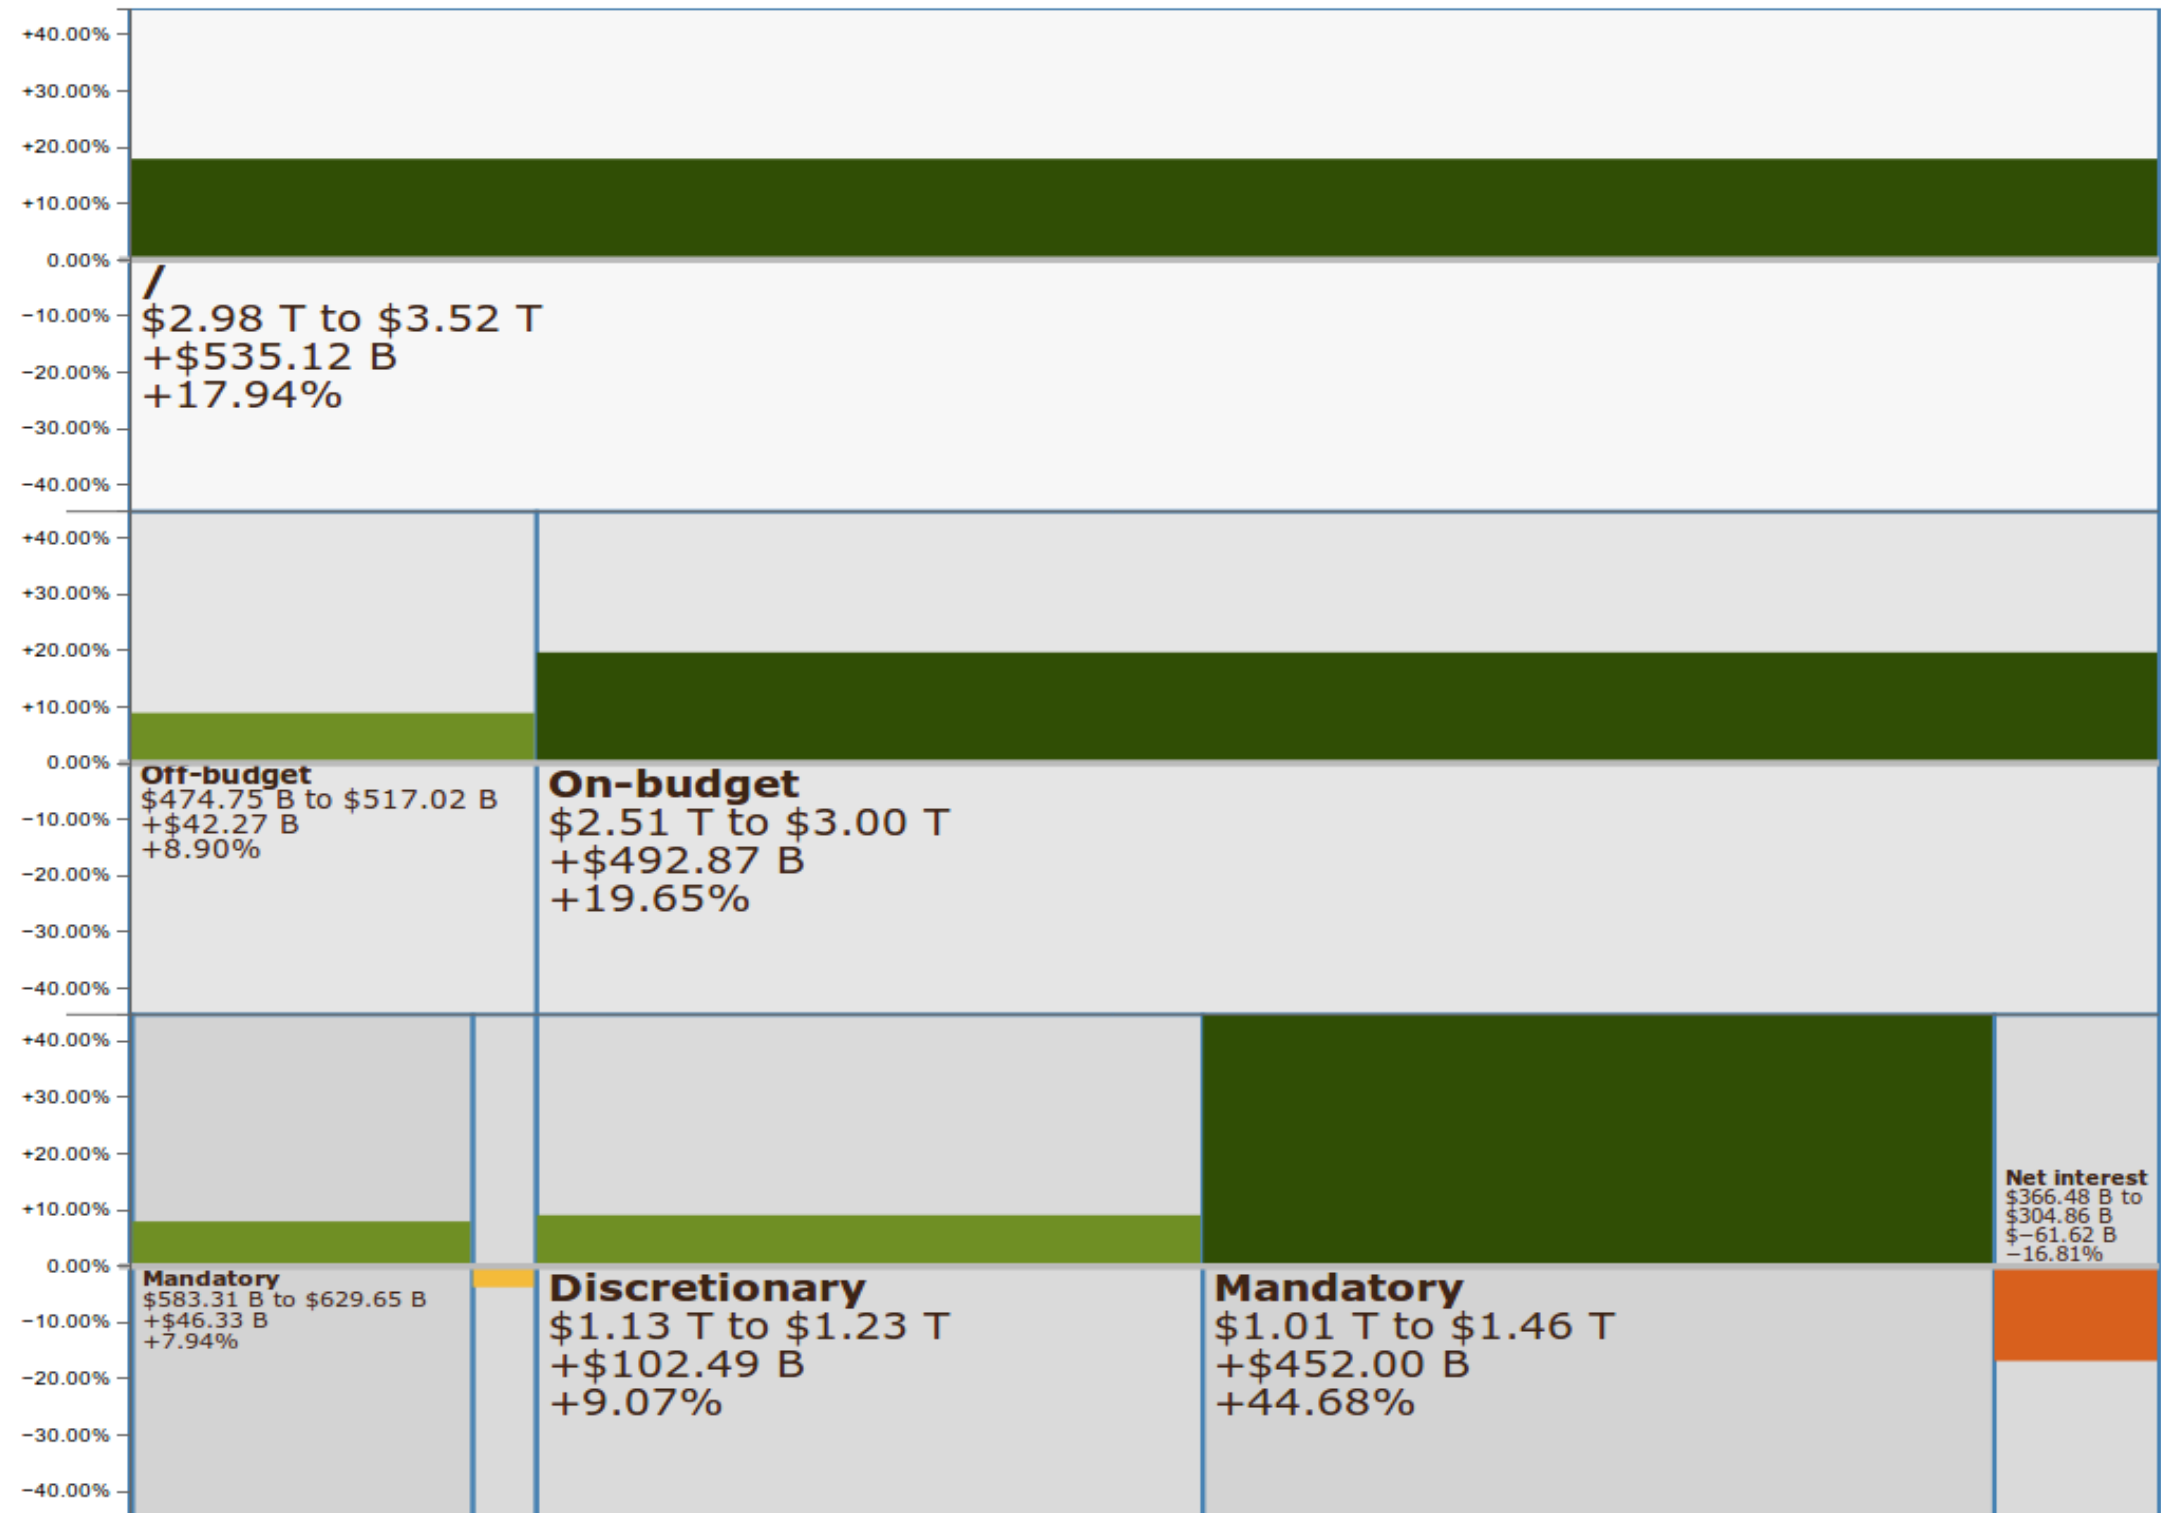 +40.00%
+30.00%
+20.00%
+10.00%
0.00%
−10.00%
−20.00%
−30.00%
−40.00%
/
$2.98 T to $3.52 T
+$535.12 B
+17.94%
+40.00%
+30.00%
+20.00%
+10.00%
0.00%
−10.00%
−20.00%
−30.00%
−40.00%
Off-budget
$474.75 B to $517.02 B
+$42.27 B
+8.90%
On-budget
$2.51 T to $3.00 T
+$492.87 B
+19.65%
+40.00%
+30.00%
+20.00%
+10.00%
0.00%
−10.00%
−20.00%
−30.00%
−40.00%
Mandatory
$583.31 B to $629.65 B
+$46.33 B
+7.94%
Discretionary
$1.13 T to $1.23 T
+$102.49 B
+9.07%
Mandatory
$1.01 T to $1.46 T
+$452.00 B
+44.68%
Net interest
$366.48 B to
$304.86 B
$−61.62 B
−16.81%